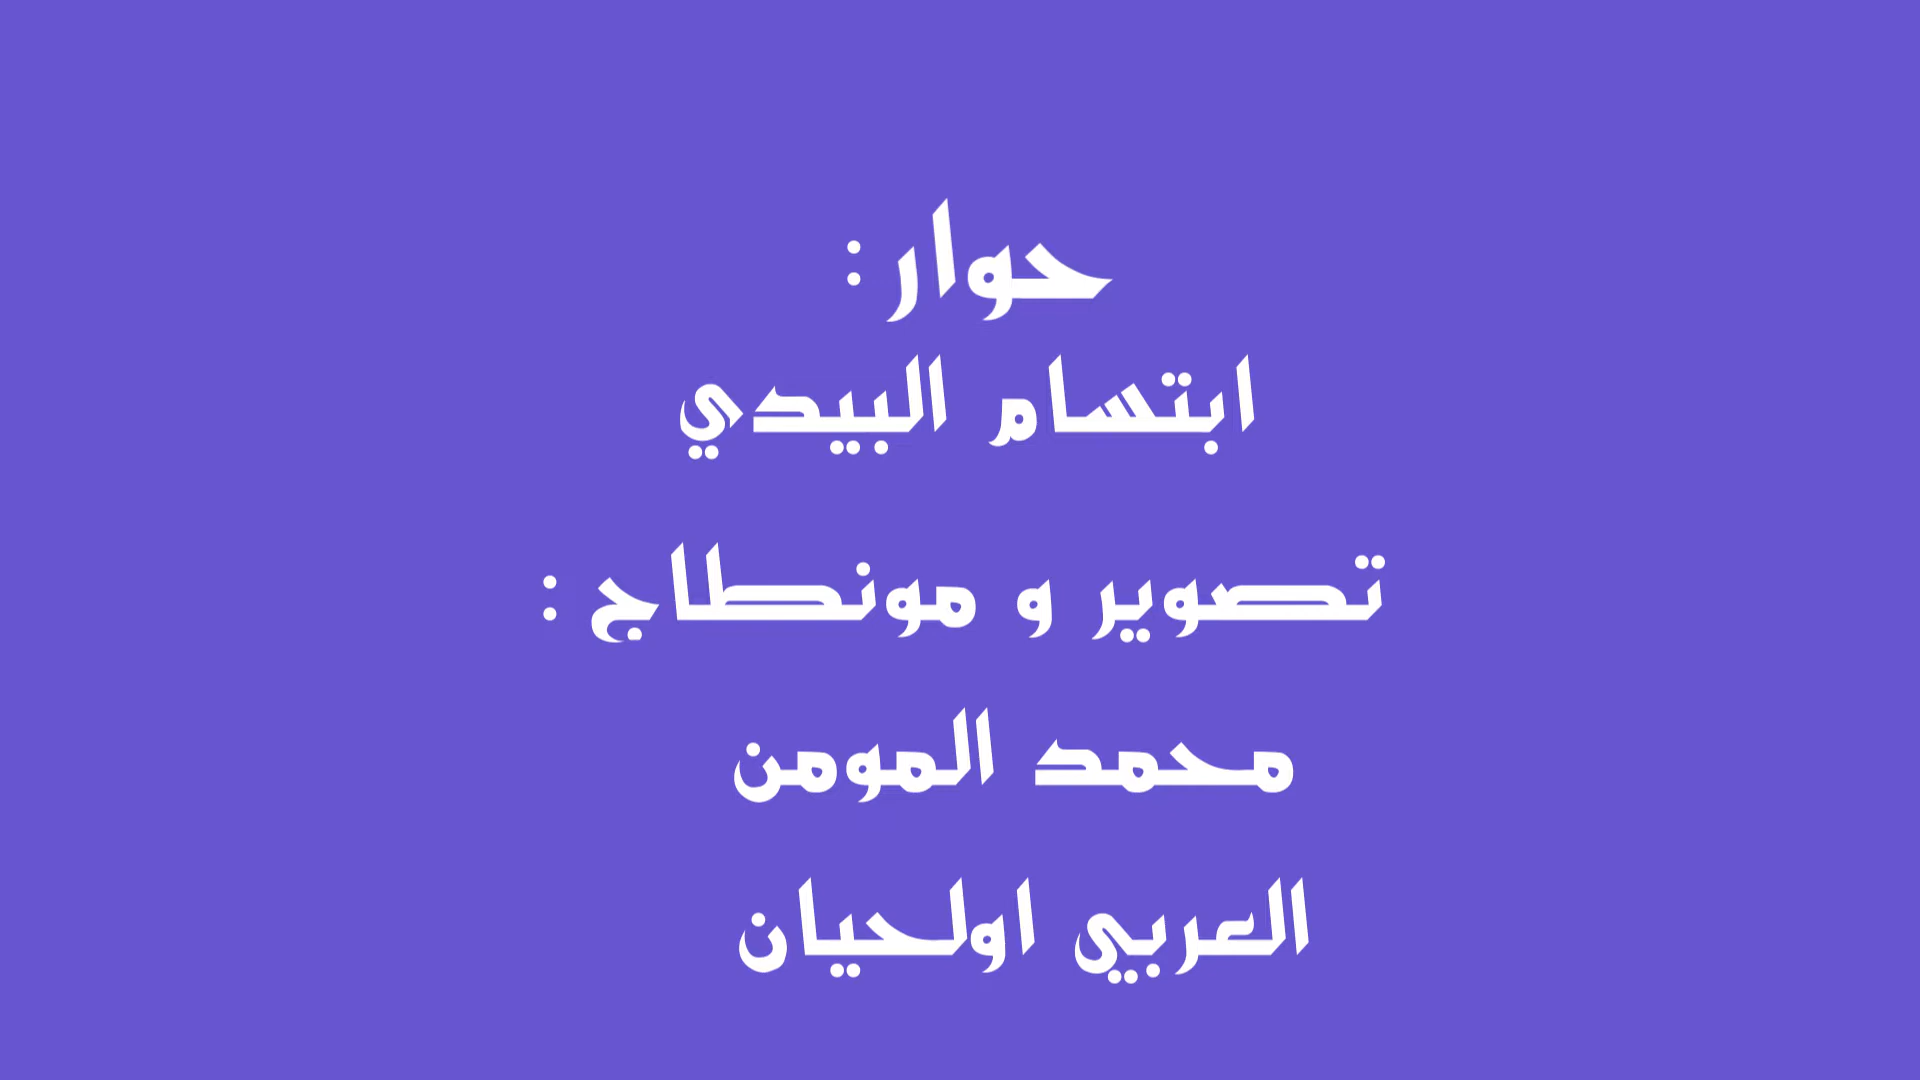 حوار :
ابتسام البيدي
تصوير و مونطاج :
محمد المومن
العربي اولحيان